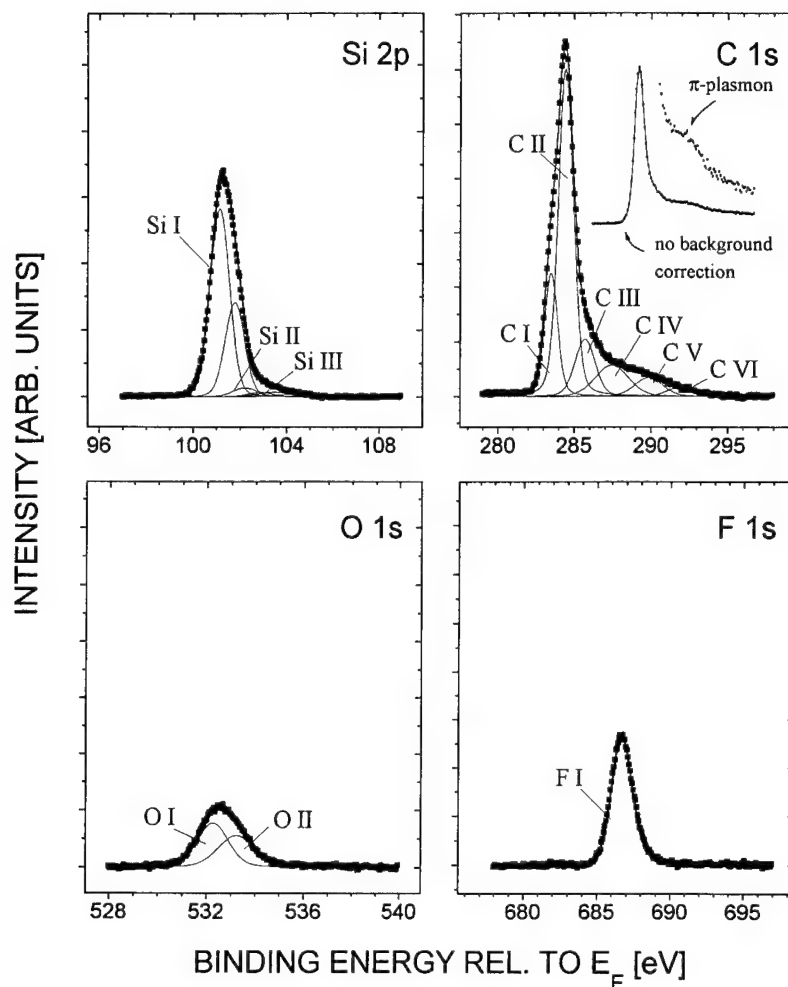 INTENSITY [ARB. UNITS]
Si 2p
Si I
Si II
Si III
96 100 104 108
C 1s
π-plasmon
C II
no background
correction
C III
C I
C IV
C V
C VI
280 285 290 295
O 1s
O I
O II
528 532 536 540
F 1s
F I
680 685 690 695
BINDING ENERGY REL. TO E_F [eV]